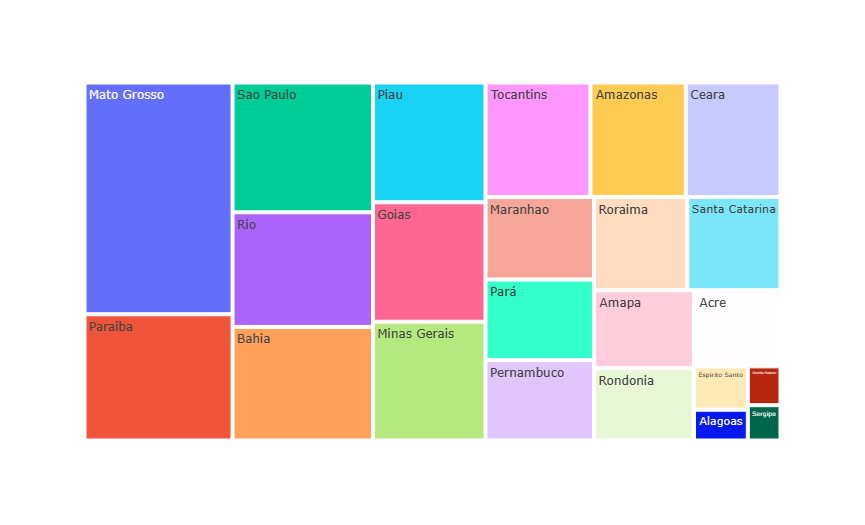 Mato Grosso
Sao Paulo
Piau
Tocantins
Amazonas
Ceara
Maranhao
Roraima
Santa Catarina
Goias
Rio
Pará
Amapa
Acre
Paraiba
Bahia
Minas Gerais
Pernambuco
Rondonia
Espirito Santo
Alagoas
Sergipe